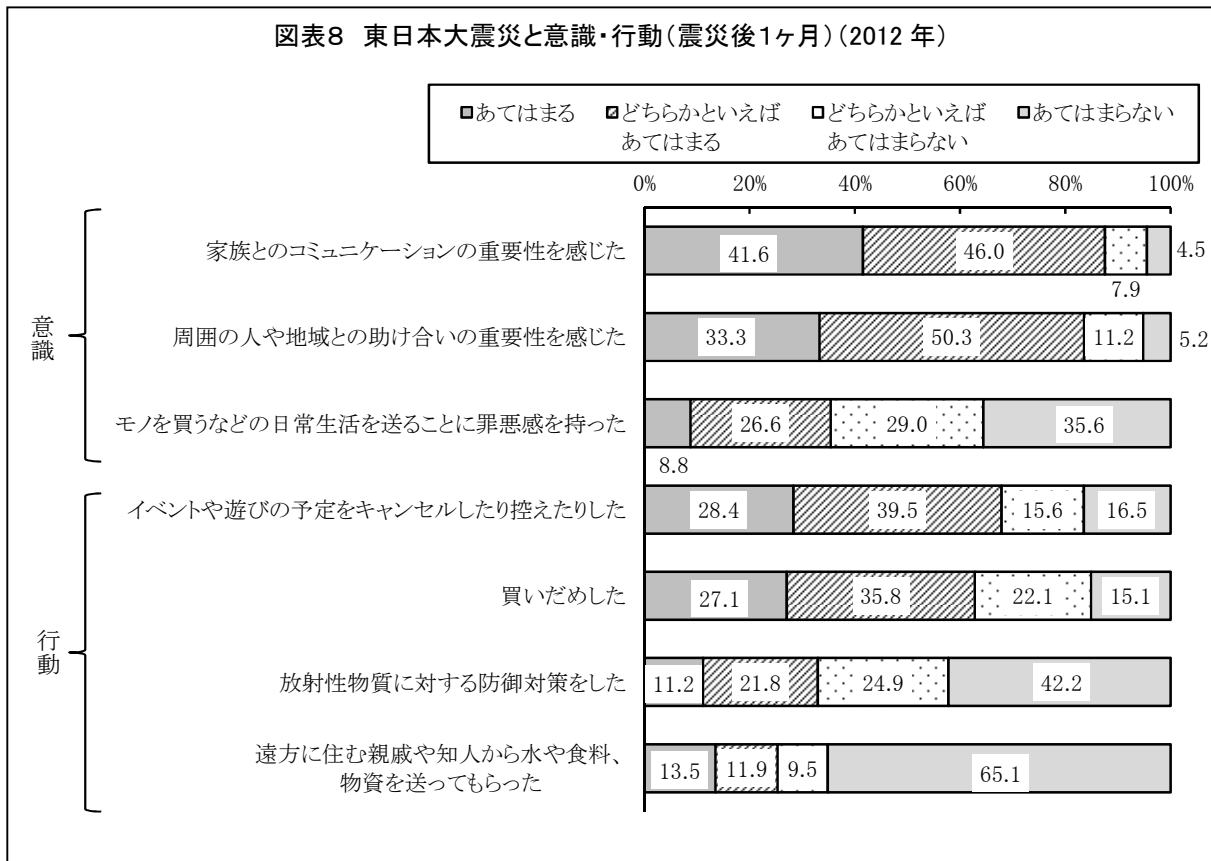 図表8 東日本大震災と意識・行動(震災後1ヶ月)(2012年)
あてはまる どちらかといえば どちらかといえば あてはまらない
あてはまる あてはまらない
0% 20% 40% 60% 80% 100%
意識
家族とのコミュニケーションの重要性を感じた 41.6 46.0 4.5
7.9
周囲の人や地域との助け合いの重要性を感じた 33.3 50.3 11.2 5.2
モノを買うなどの日常生活を送ることに罪悪感を持った 26.6 29.0 35.6
8.8
行動
イベントや遊びの予定をキャンセルしたり控えたりした 28.4 39.5 15.6 16.5
買いだめした 27.1 35.8 22.1 15.1
放射性物質に対する防御対策をした 11.2 21.8 24.9 42.2
遠方に住む親戚や知人から水や食料、
物資を送ってもらった 13.5 11.9 9.5 65.1